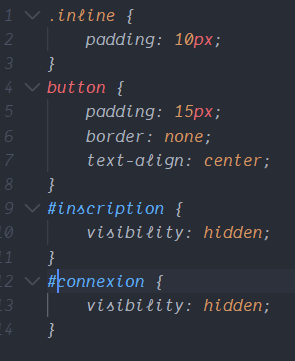 1 .inline {
2 padding: 10px;
3 }
4 button {
5 padding: 15px;
6 border: none;
7 text-align: center;
8 }
9 #inscription {
10 visibility: hidden;
11 }
12 #connexion {
13 visibility: hidden;
14 }